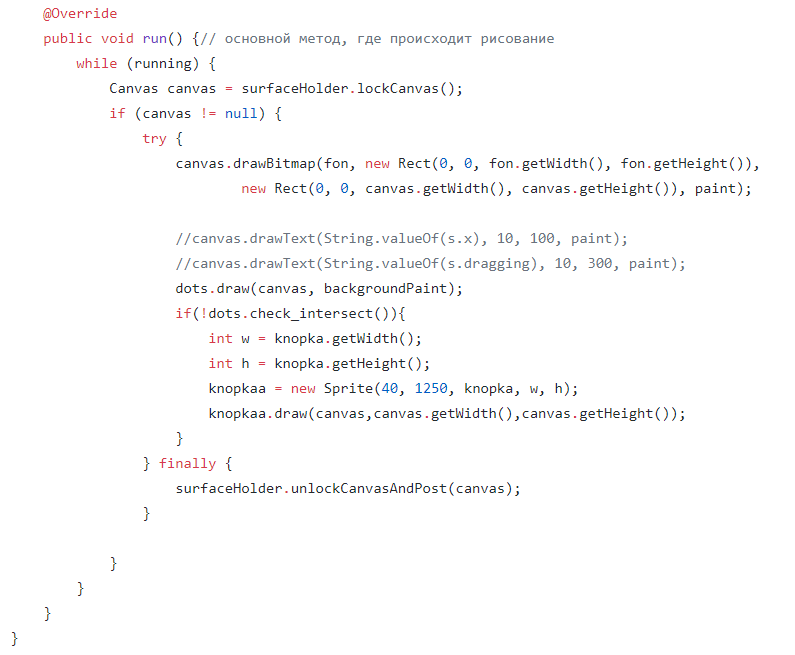 @Override
public void run() {// основной метод, где происходит рисование
while (running) {
Canvas canvas = surfaceHolder.lockCanvas();
if (canvas != null) {
try {
canvas.drawBitmap(fon, new Rect(0, 0, fon.getWidth(), fon.getHeight()),
new Rect(0, 0, canvas.getWidth(), canvas.getHeight()), paint);
//canvas.drawText(String.valueOf(s.x), 10, 100, paint);
//canvas.drawText(String.valueOf(s.dragging), 10, 300, paint);
dots.draw(canvas, backgroundPaint);
if(!dots.check_intersect()){
int w = knopka.getWidth();
int h = knopka.getHeight();
knopkaa = new Sprite(40, 1250, knopka, w, h);
knopkaa.draw(canvas,canvas.getWidth(),canvas.getHeight());
}
} finally {
surfaceHolder.unlockCanvasAndPost(canvas);
}
}
}
}
}